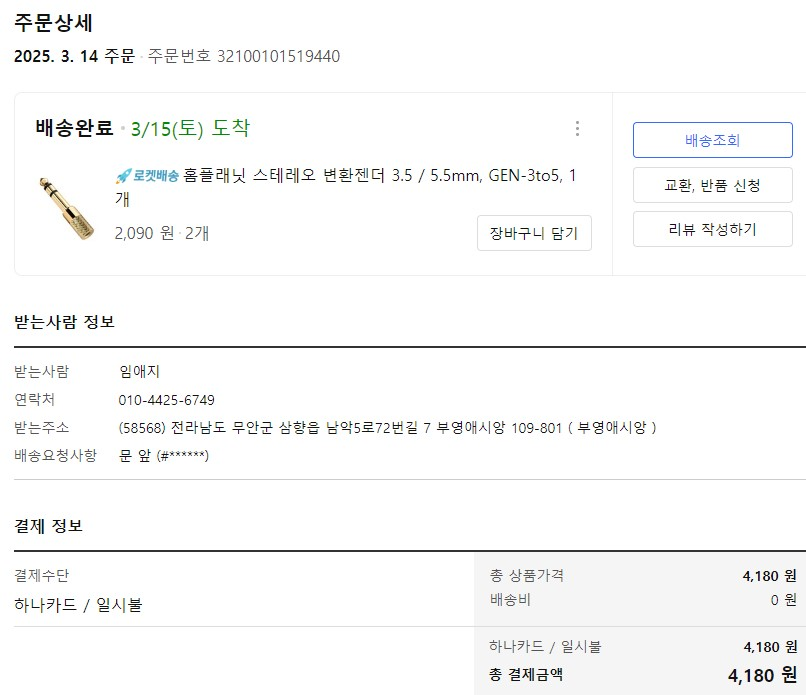 주문상세
2025. 3. 14 주문 · 주문번호 32100101519440
배송완료 · 3/15(토) 도착
배송조회
로켓배송 홈플래닛 스테레오 변환젠더 3.5 / 5.5mm, GEN-3to5, 1
개
교환, 반품 신청
2,090 원 · 2개
장바구니 담기
리뷰 작성하기
받는사람 정보
받는사람 임애지
연락처 010-4425-6749
받는주소 (58568) 전라남도 무안군 삼향읍 남악5로72번길 7 부영애시앙 109-801 ( 부영애시앙 )
배송요청사항 문 앞 (#******)
결제 정보
결제수단
하나카드 / 일시불
총 상품가격 4,180 원
배송비 0 원
하나카드 / 일시불 4,180 원
총 결제금액 4,180 원